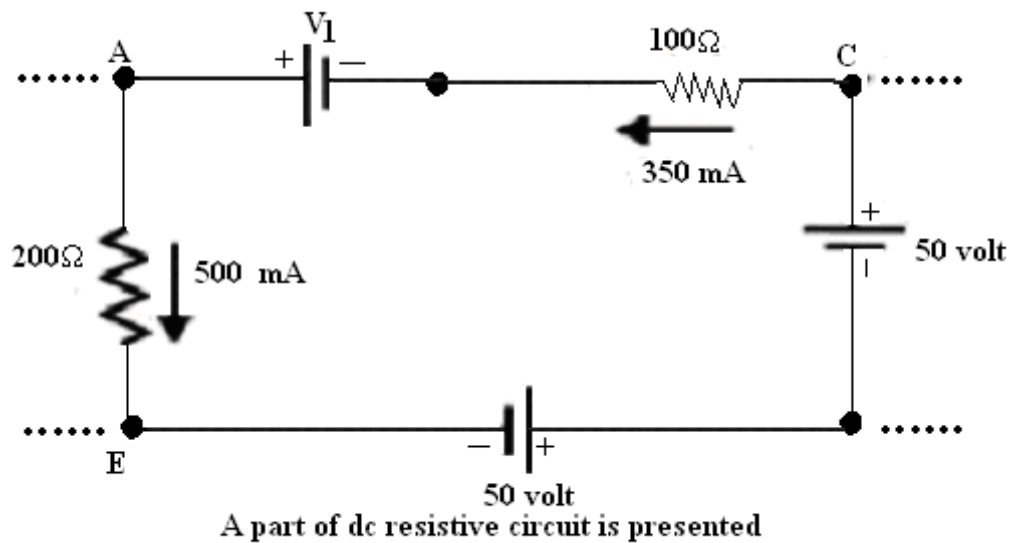 V1
A
+ −
100Ω
C
350 mA
+
50 volt
−
200Ω
500 mA
− +
E
50 volt
A part of dc resistive circuit is presented